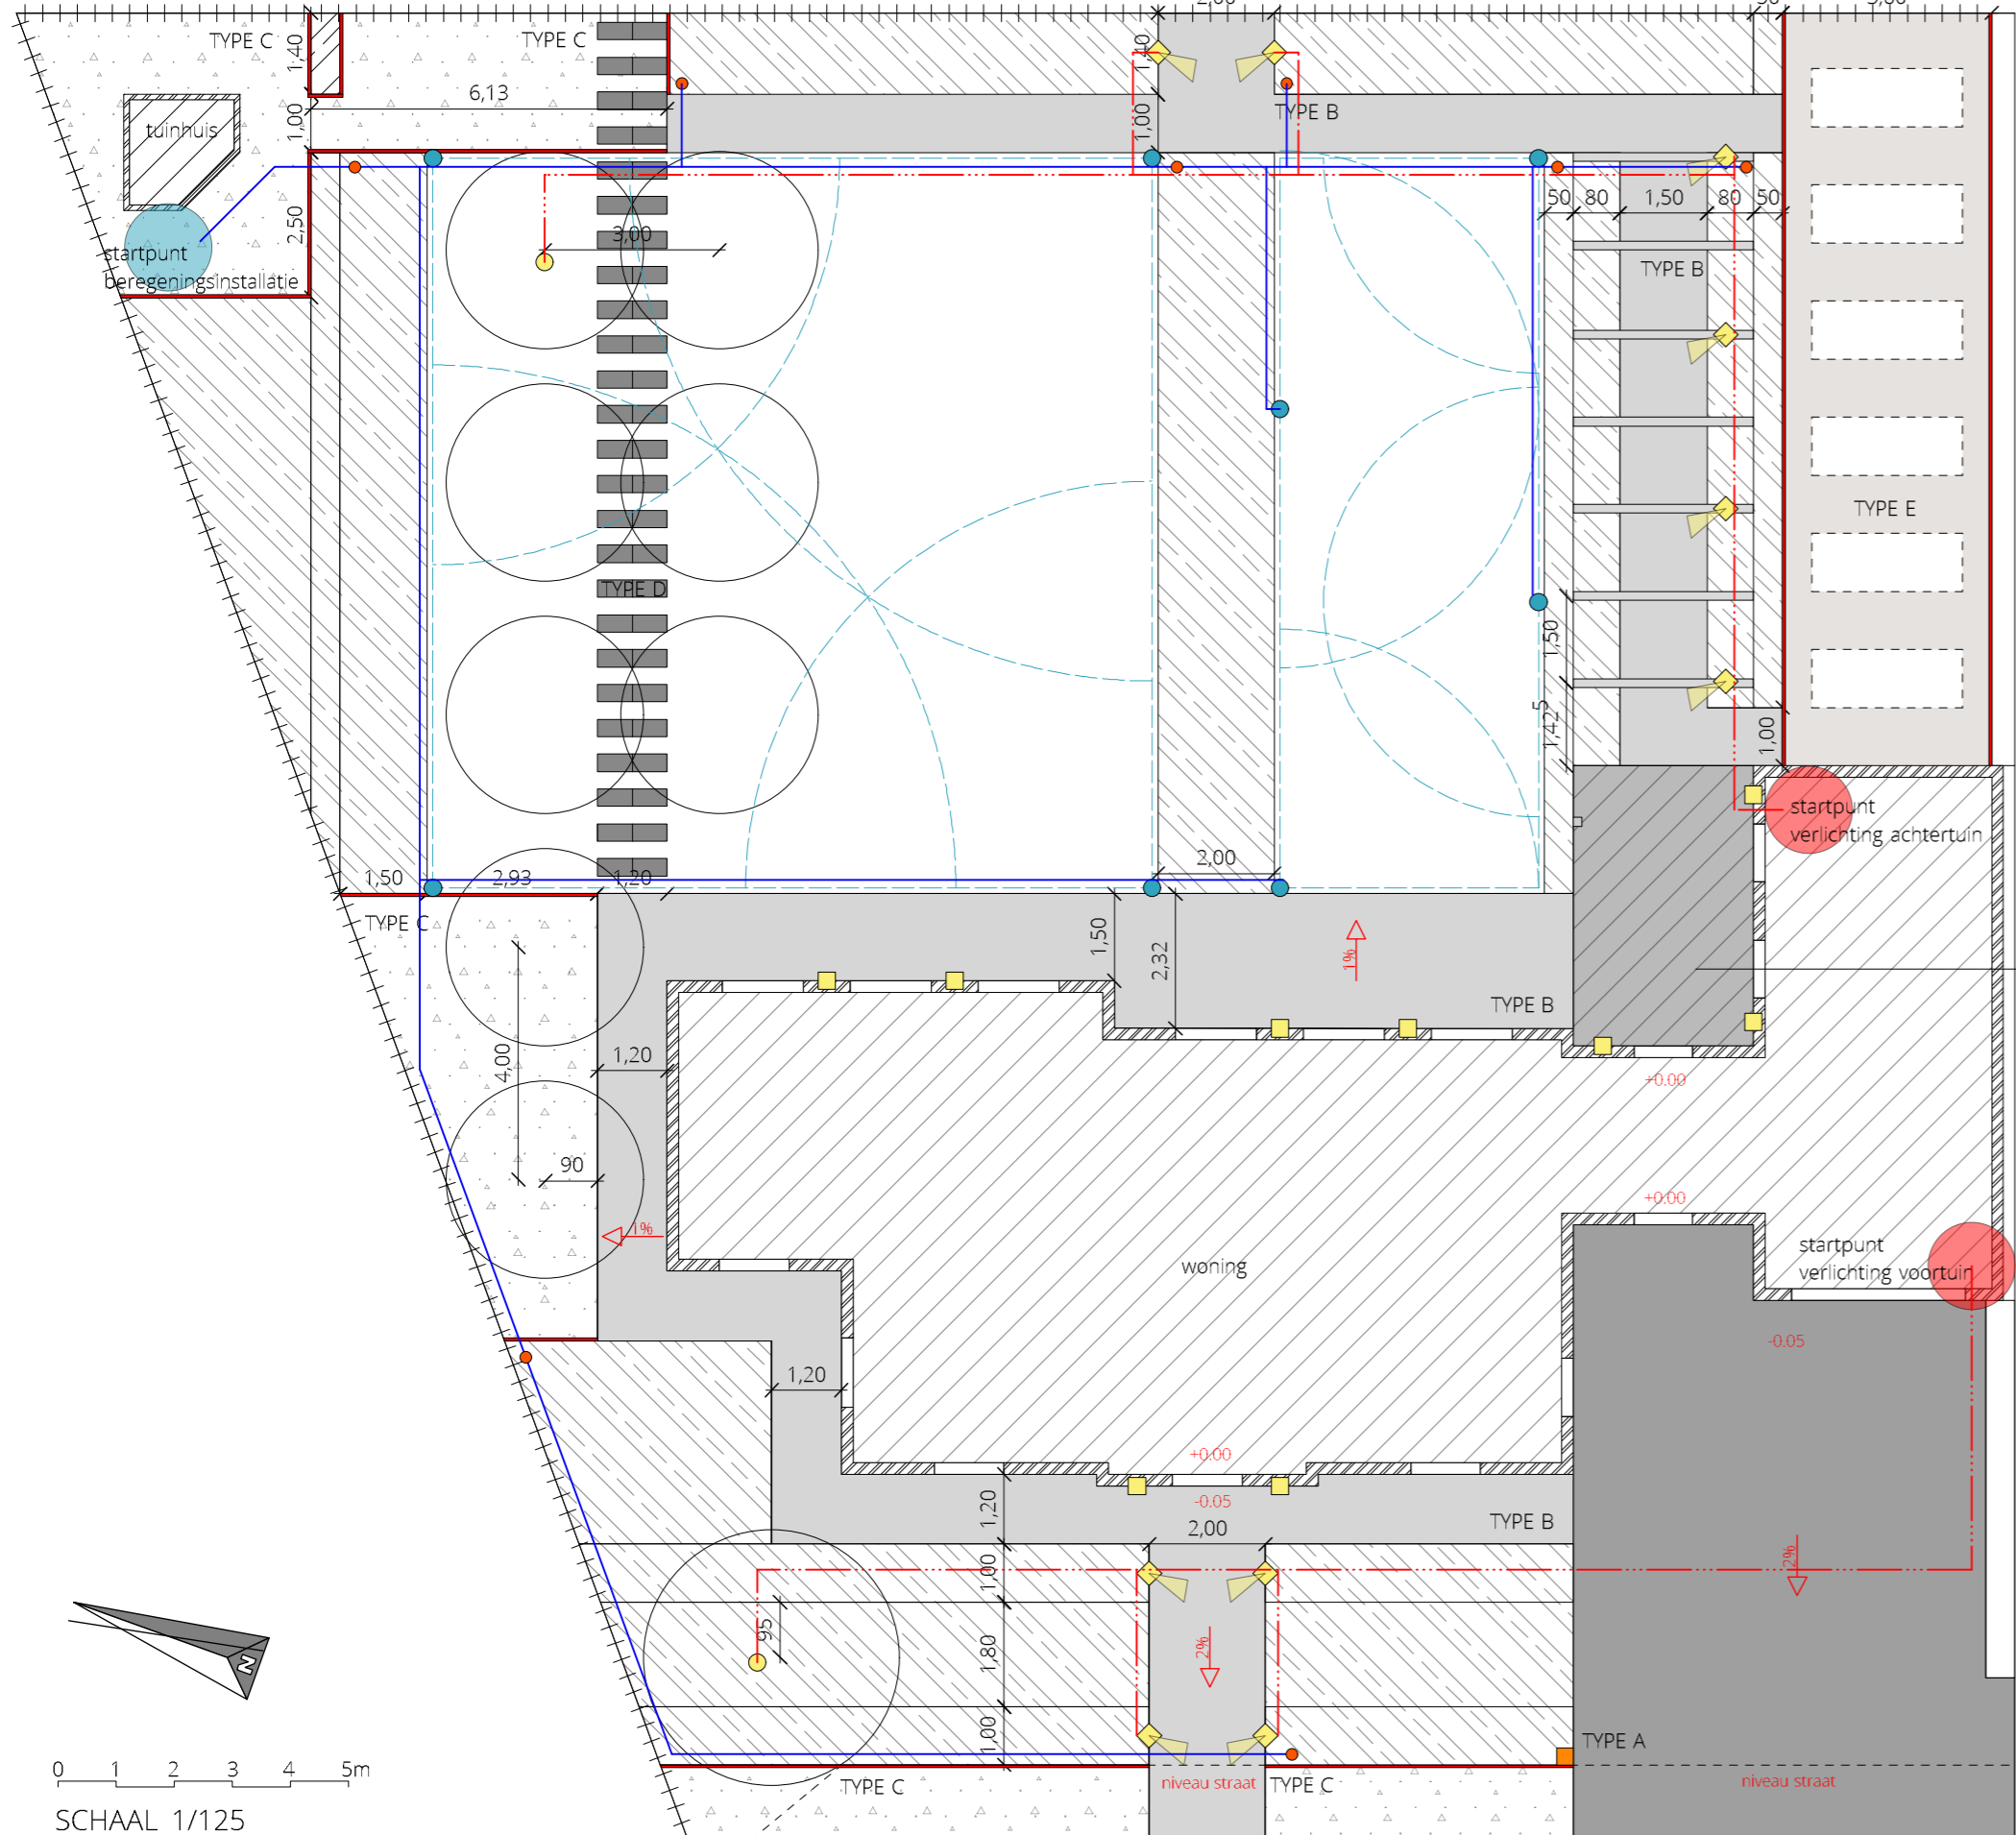 2,00
50
TYPE C
TYPE C
1,40
1,40
6,13
1,00
1,00
TYPE B
tuinhuis
50
80
1,50
80
50
2,50
3,00
startpunt
beregeningsinstallatie
TYPE B
TYPE E
TYPE D
1,50
1,42⁵
1,00
startpunt
verlichting achtertuin
2,00
1,50
2,93
1,20
TYPE C
1,50
2,32
1%
TYPE B
4,00
1,20
+0.00
90
+0.00
1%
startpunt
verlichting voortuin
woning
-0.05
1,20
+0.00
-0.05
1,20
TYPE B
2,00
1,00
2%
95
1,80
2%
N
1,00
TYPE A
0 1 2 3 4 5m
TYPE C
niveau straat
TYPE C
niveau straat
SCHAAL 1/125